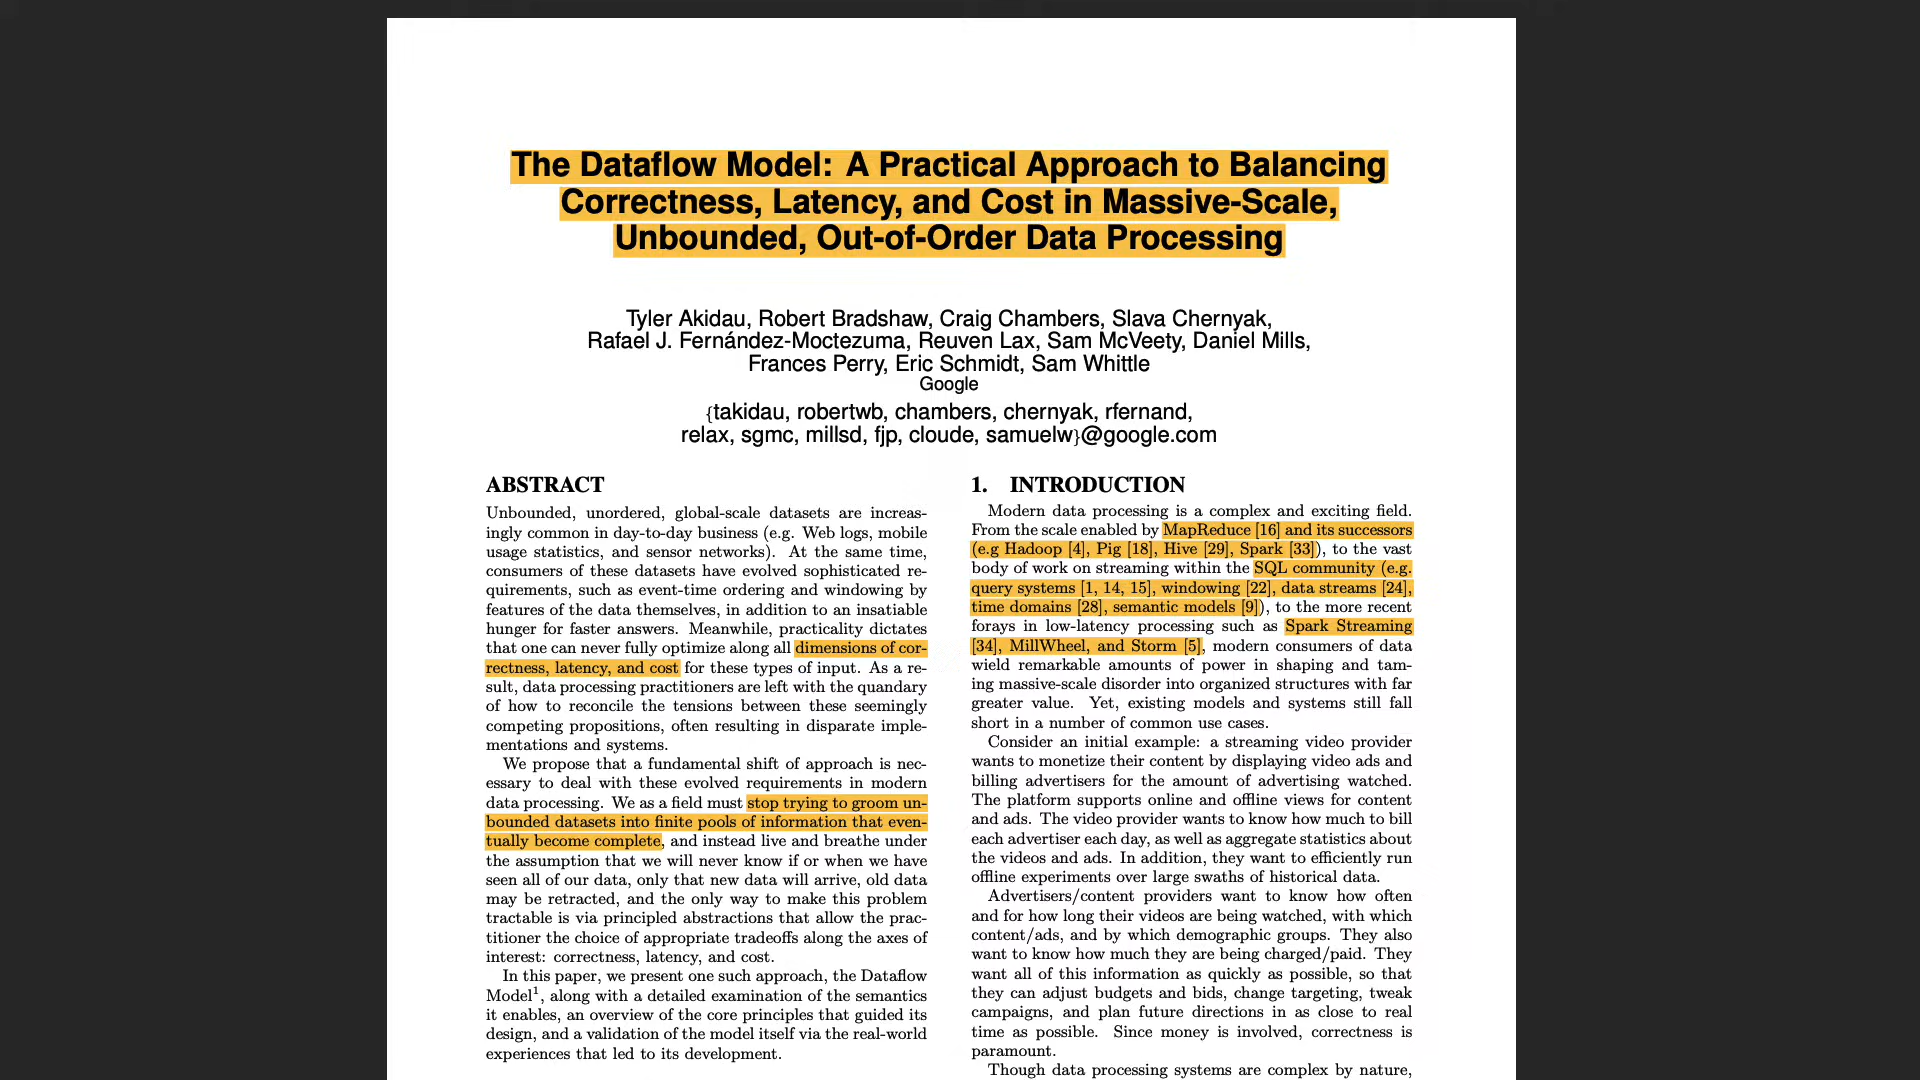 The Dataflow Model: A Practical Approach to Balancing
Correctness, Latency, and Cost in Massive-Scale,
Unbounded, Out-of-Order Data Processing
Tyler Akidau, Robert Bradshaw, Craig Chambers, Slava Chernyak,
Rafael J. Fernández-Moctezuma, Reuven Lax, Sam McVeety, Daniel Mills,
Frances Perry, Eric Schmidt, Sam Whittle
Google
{takidau, robertwb, chambers, chernyak, rfernand,
relax, sgmc, millsd, fjp, cloude, samuelw}@google.com
ABSTRACT
Unbounded, unordered, global-scale datasets are increas-
ingly common in day-to-day business (e.g. Web logs, mobile
usage statistics, and sensor networks). At the same time,
consumers of these datasets have evolved sophisticated re-
quirements, such as event-time ordering and windowing by
features of the data themselves, in addition to an insatiable
hunger for faster answers. Meanwhile, practicality dictates
that one can never fully optimize along all dimensions of cor-
rectness, latency, and cost for these types of input. As a re-
sult, data processing practitioners are left with the quandary
of how to reconcile the tensions between these seemingly
competing propositions, often resulting in disparate imple-
mentations and systems.
We propose that a fundamental shift of approach is nec-
essary to deal with these evolved requirements in modern
data processing. We as a field must stop trying to groom un-
bounded datasets into finite pools of information that even-
tually become complete, and instead live and breathe under
the assumption that we will never know if or when we have
seen all of our data, only that new data will arrive, old data
may be retracted, and the only way to make this problem
tractable is via principled abstractions that allow the prac-
titioner the choice of appropriate tradeoffs along the axes of
interest: correctness, latency, and cost.
In this paper, we present one such approach, the Dataflow
Model¹, along with a detailed examination of the semantics
it enables, an overview of the core principles that guided its
design, and a validation of the model itself via the real-world
experiences that led to its development.
1. INTRODUCTION
Modern data processing is a complex and exciting field.
From the scale enabled by MapReduce [16] and its successors
(e.g Hadoop [4], Pig [18], Hive [29], Spark [33]), to the vast
body of work on streaming within the SQL community (e.g.
query systems [1, 14, 15], windowing [22], data streams [24],
time domains [28], semantic models [9]), to the more recent
forays in low-latency processing such as Spark Streaming
[34], MillWheel, and Storm [5], modern consumers of data
wield remarkable amounts of power in shaping and tam-
ing massive-scale disorder into organized structures with far
greater value. Yet, existing models and systems still fall
short in a number of common use cases.
Consider an initial example: a streaming video provider
wants to monetize their content by displaying video ads and
billing advertisers for the amount of advertising watched.
The platform supports online and offline views for content
and ads. The video provider wants to know how much to bill
each advertiser each day, as well as aggregate statistics about
the videos and ads. In addition, they want to efficiently run
offline experiments over large swaths of historical data.
Advertisers/content providers want to know how often
and for how long their videos are being watched, with which
content/ads, and by which demographic groups. They also
want to know how much they are being charged/paid. They
want all of this information as quickly as possible, so that
they can adjust budgets and bids, change targeting, tweak
campaigns, and plan future directions in as close to real
time as possible. Since money is involved, correctness is
paramount.
Though data processing systems are complex by nature,